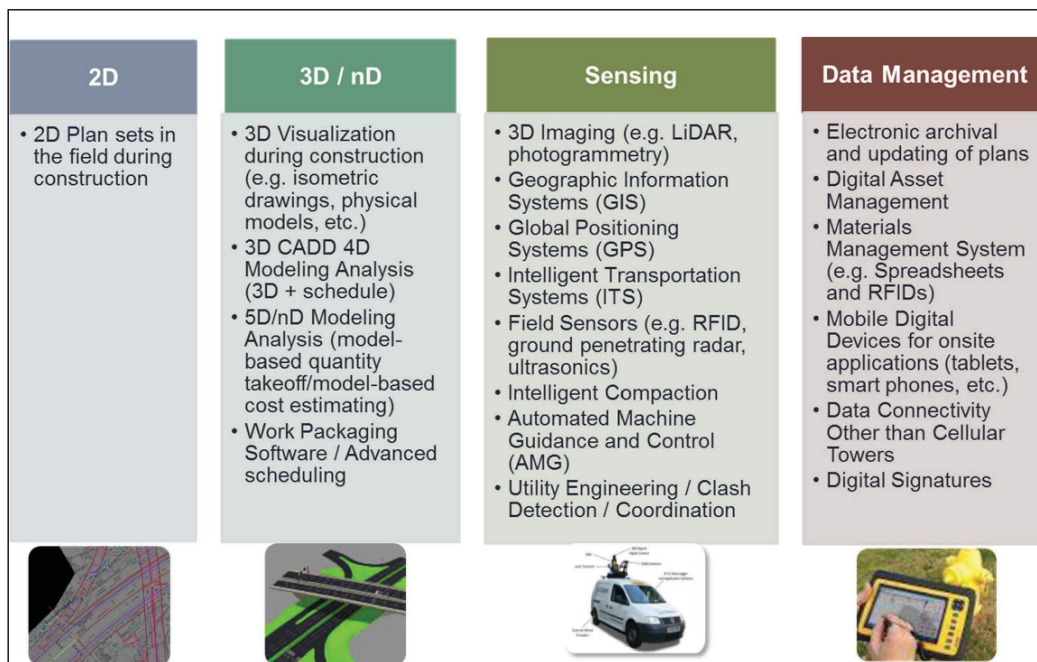 2D
• 2D Plan sets in
the field during
construction
3D / nD
• 3D Visualization
during construction
(e.g. isometric
drawings, physical
models, etc.)
• 3D CADD 4D
Modeling Analysis
(3D + schedule)
• 5D/nD Modeling
Analysis (model-
based quantity
takeoff/model-based
cost estimating)
• Work Packaging
Software / Advanced
scheduling
Sensing
• 3D Imaging (e.g. LiDAR,
photogrammetry)
• Geographic Information
Systems (GIS)
• Global Positioning
Systems (GPS)
• Intelligent Transportation
Systems (ITS)
• Field Sensors (e.g. RFID,
ground penetrating radar,
ultrasonics)
• Intelligent Compaction
• Automated Machine
Guidance and Control
(AMG)
• Utility Engineering / Clash
Detection / Coordination
Data Management
• Electronic archival
and updating of plans
• Digital Asset
Management
• Materials
Management System
(e.g. Spreadsheets
and RFIDs)
• Mobile Digital
Devices for onsite
applications (tablets,
smart phones, etc.)
• Data Connectivity
Other than Cellular
Towers
• Digital Signatures